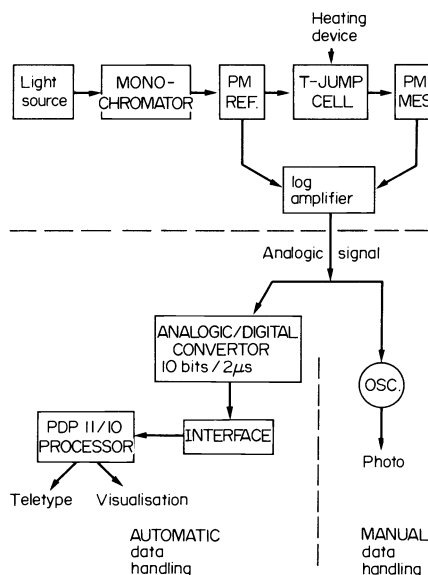 Heating
device
Light
source
MONO-
CHROMATOR
PM
REF.
T-JUMP
CELL
PM
MES
log
amplifier
Analogic signal
ANALOGIC/DIGITAL
CONVERTOR
10 bits / 2μs
OSC.
PDP 11/10
PROCESSOR
INTERFACE
Photo
Teletype Visualisation
AUTOMATIC
data
handling
MANUAL
data
handling